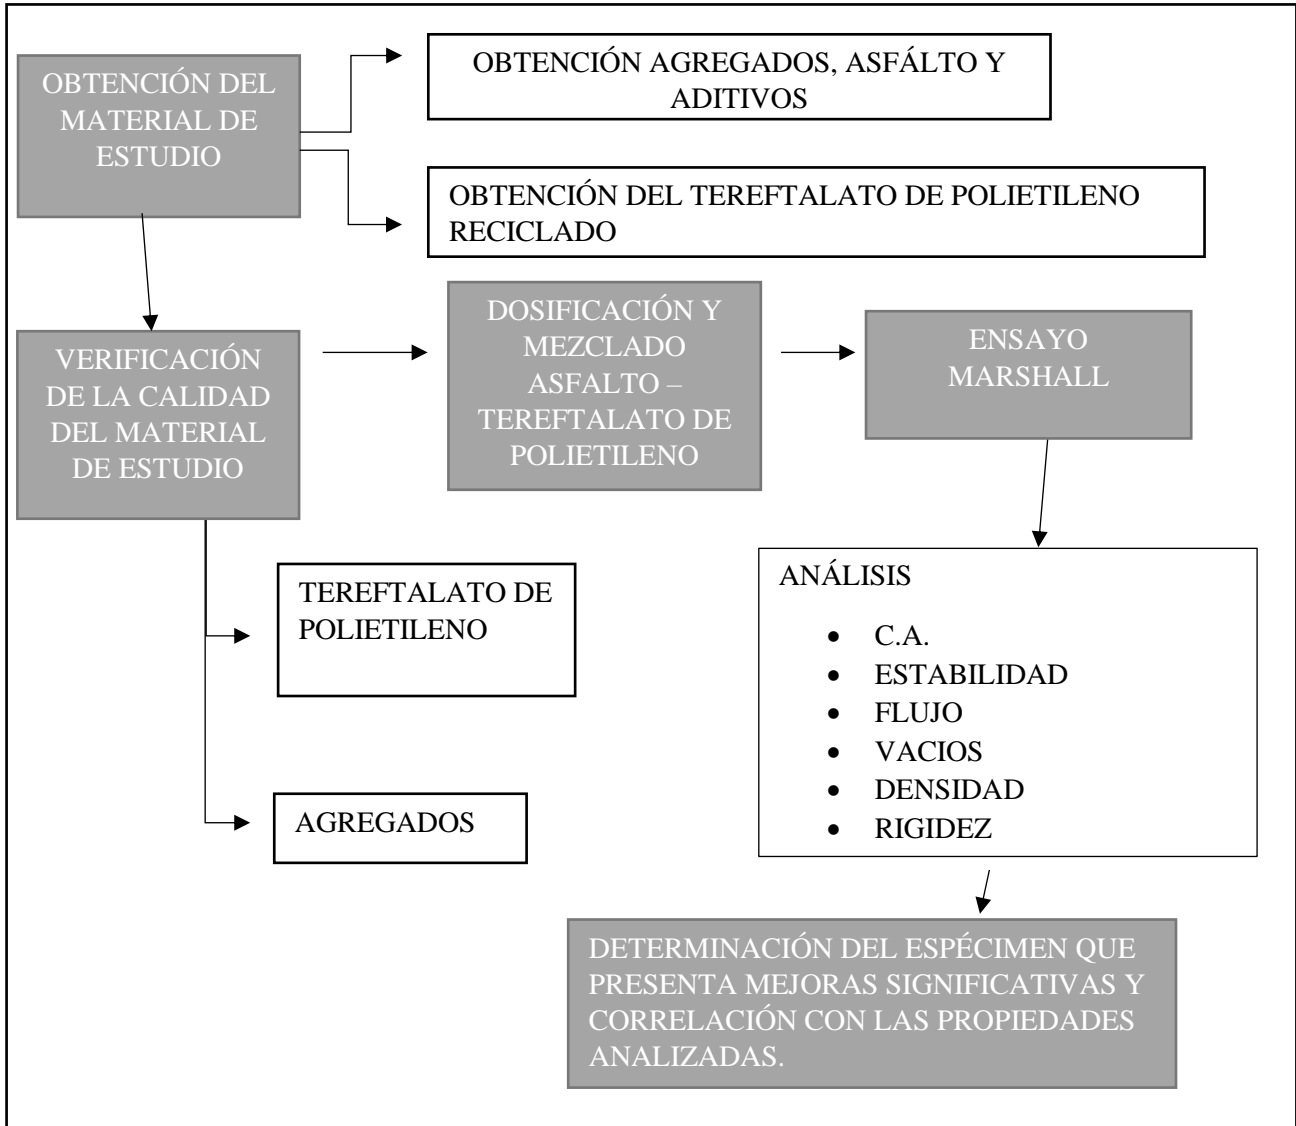 OBTENCIÓN DEL
MATERIAL DE
ESTUDIO
OBTENCIÓN AGREGADOS, ASFÁLTO Y
ADITIVOS
OBTENCIÓN DEL TEREFTALATO DE POLIETILENO
RECICLADO
VERIFICACIÓN
DE LA CALIDAD
DEL MATERIAL
DE ESTUDIO
DOSIFICACIÓN Y
MEZCLADO
ASFALTO –
TEREFTALATO DE
POLIETILENO
ENSAYO
MARSHALL
TEREFTALATO DE
POLIETILENO
AGREGADOS
ANÁLISIS
• C.A.
• ESTABILIDAD
• FLUJO
• VACIOS
• DENSIDAD
• RIGIDEZ
DETERMINACIÓN DEL ESPÉCIMEN QUE
PRESENTA MEJORAS SIGNIFICATIVAS Y
CORRELACIÓN CON LAS PROPIEDADES
ANALIZADAS.